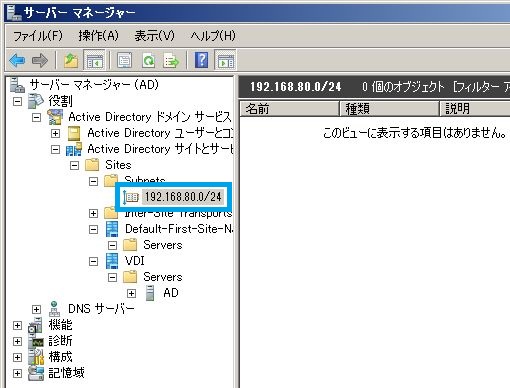 サーバー マネージャー
ファイル(F) 操作(A) 表示(V) ヘルプ(H)
サーバー マネージャー (AD)
役割
Active Directory ドメイン サービス
Active Directory ユーザーとコン
Active Directory サイトとサー
Sites
Subnets
192.168.80.0/24
Inter-Site Transports
Default-First-Site-Na
Servers
VDI
Servers
AD
DNS サーバー
機能
診断
構成
記憶域
192.168.80.0/24 0 個のオブジェクト [フィルター ア
名前 種類 説明
このビューに表示する項目はありません。